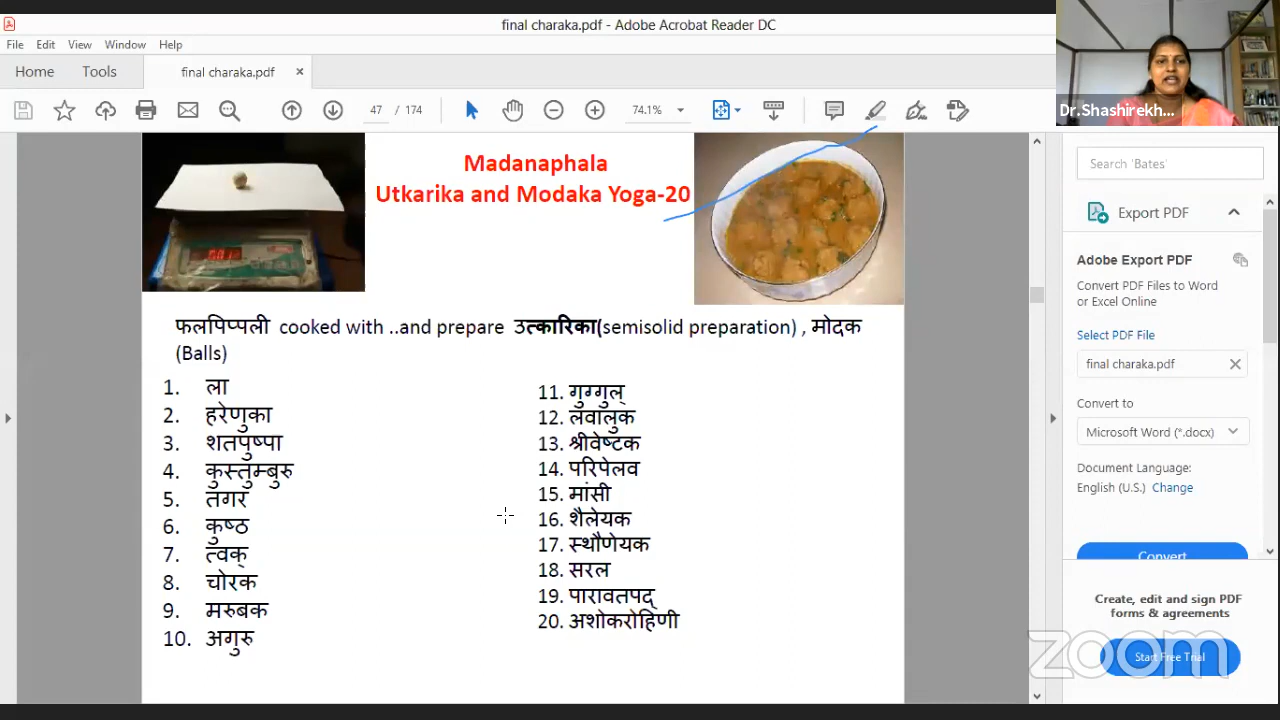 final charaka.pdf - Adobe Acrobat Reader DC
File Edit View Window Help
Home Tools final charaka.pdf ×
47 / 174 74.1%
Dr.Shashirekh...
Madanaphala
Utkarika and Modaka Yoga-20
फलपिप्पली cooked with ..and prepare उत्कारिका(semisolid preparation) , मोदक
(Balls)
1. ला
2. हरेणुका
3. शतपुष्पा
4. कुस्तुम्बुरु
5. तगर
6. कुष्ठ
7. त्वक्
8. चोरक
9. मरुबक
10. अगुरु
11. गुग्गुल्
12. लवालुक
13. श्रीवेष्टक
14. परिपेलव
15. मांसी
16. शैलेयक
17. स्थौणेयक
18. सरल
19. पारावतपद्
20. अशोकरोहिणी
Search 'Bates'
Export PDF
Adobe Export PDF
Convert PDF Files to Word
or Excel Online
Select PDF File
final charaka.pdf
Convert to
Microsoft Word (*.docx)
Document Language:
English (U.S.) Change
Convert
Create, edit and sign PDF
forms & agreements
Start Free Trial
zoom